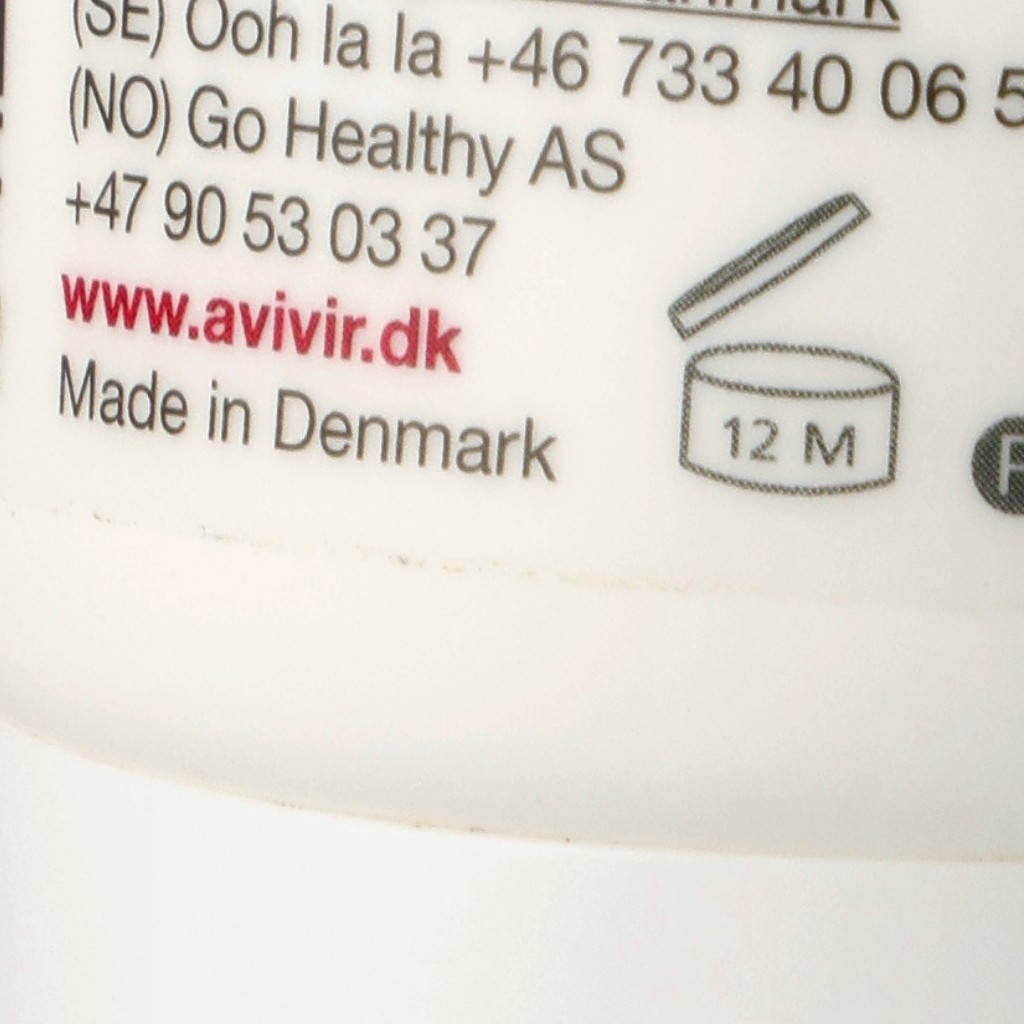 (SE) Ooh la la +46 733 40 06 5
(NO) Go Healthy AS
+47 90 53 03 37
www.avivir.dk
Made in Denmark
12 M